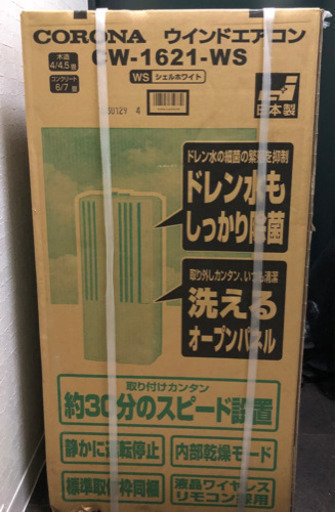 CORONA ウインドエアコン
CW-1621-WS
木造
4/4.5畳
コンクリート
6/7畳
WS シェルホワイト
日本製
ドレン水の細菌の繁殖を抑制
ドレン水も
しっかり除菌
取り外しカンタン、いつも清潔
洗える
オープンパネル
取り付けカンタン
約30分のスピード設置
静かに運転停止
内部乾燥モード
標準取付枠同梱
液晶ワイヤレス
リモコン採用